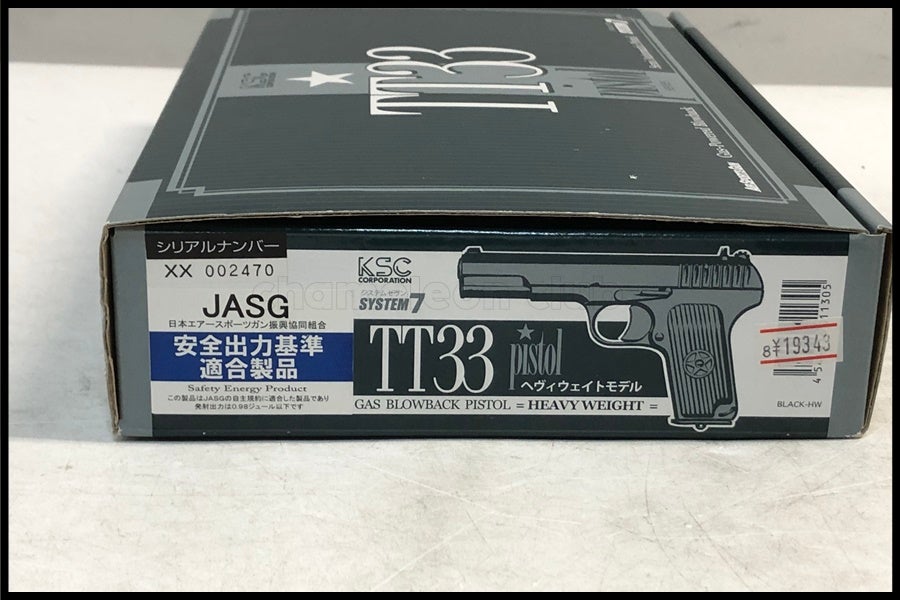 TT33
シリアルナンバー
XX 002470
JASG
日本エアースポーツガン振興協同組合
安全出力基準
適合製品
Safety Energy Product
この製品はJASGの自主規約に適合した製品であり
発射出力は0.98ジュール以下です
KSC
CORPORATION
システムセヴン
SYSTEM7
TT33 pistol
ヘヴィウェイトモデル
GAS BLOWBACK PISTOL = HEAVY WEIGHT =
11305
8¥19343
BLACK-HW